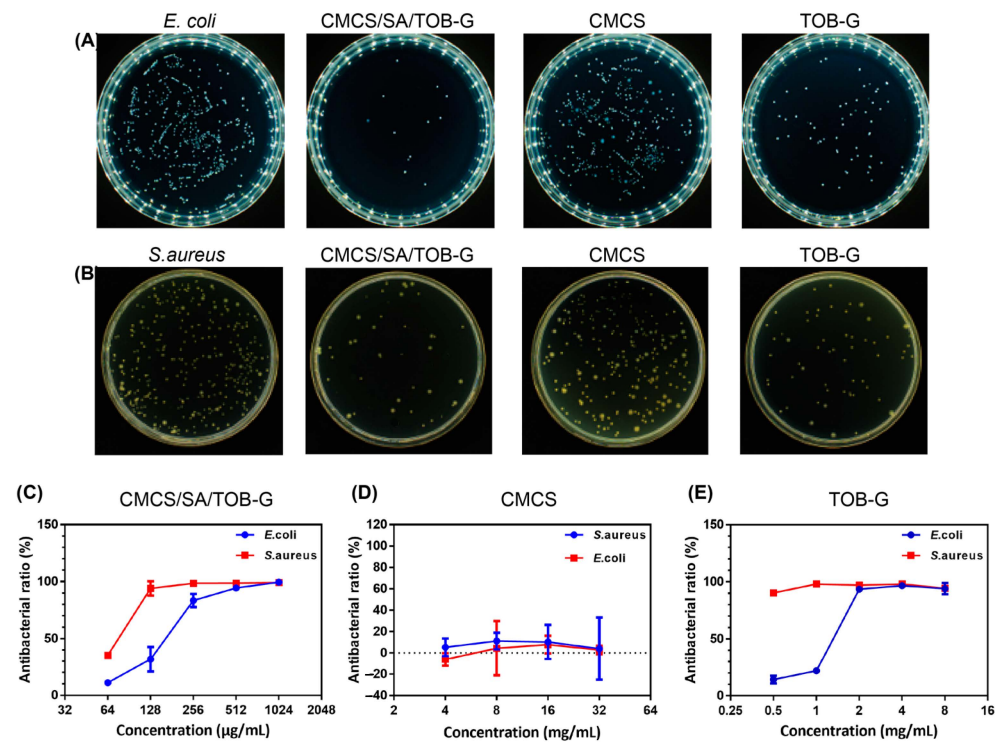 E. coli CMCS/SA/TOB-G CMCS TOB-G
(A)
S.aureus CMCS/SA/TOB-G CMCS TOB-G
(B)
(C) CMCS/SA/TOB-G
Antibacterial ratio (%)
150
100
50
0
E.coli
S.aureus
32 64 128 256 512 1024 2048
Concentration (µg/mL)
(D) CMCS
Antibacterial ratio (%)
120
100
80
60
40
20
0
−20
−40
S.aureus
E.coli
2 4 8 16 32 64
Concentration (mg/mL)
(E) TOB-G
Antibacterial ratio (%)
150
100
50
0
E.coli
S.aureus
0.25 0.5 1 2 4 8 16
Concentration (mg/mL)